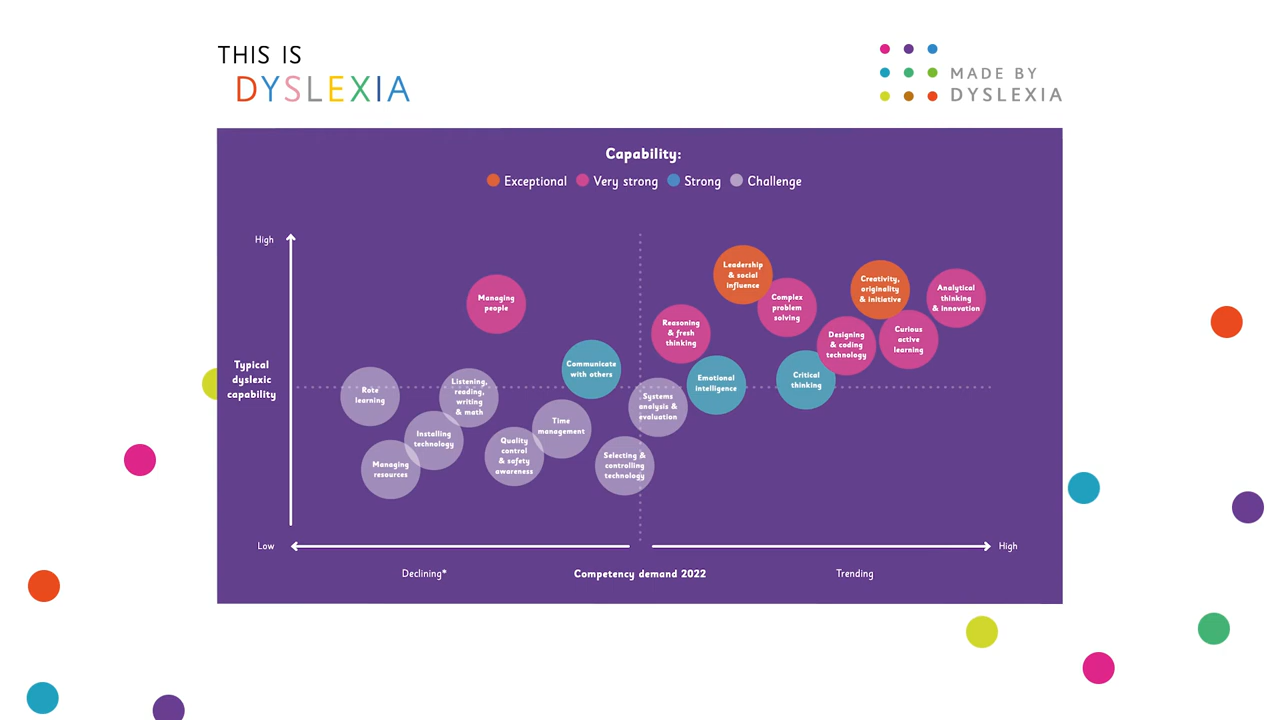 THIS IS
DYSLEXIA
MADE BY
DYSLEXIA
Capability:
Exceptional
Very strong
Strong
Challenge
High
Typical
dyslexic
capability
Low
Managing
people
Communicate
with others
Rote
learning
Listening,
reading,
writing
& math
Installing
technology
Managing
resources
Quality
control
& safety
awareness
Time
management
Selecting &
controlling
technology
Systems
analysis &
evaluation
Reasoning
& fresh
thinking
Leadership
& social
influence
Complex
problem
solving
Emotional
intelligence
Critical
thinking
Designing
& coding
technology
Creativity,
originality
& initiative
Curious
active
learning
Analytical
thinking
& innovation
High
Declining*
Competency demand 2022
Trending